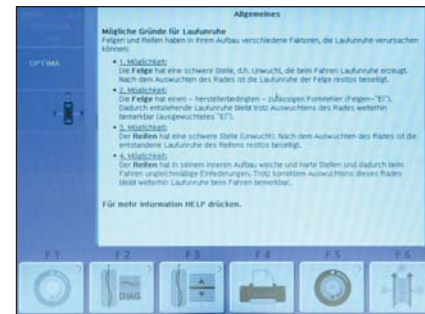 Allgemeines
OPTIMA
Mögliche Gründe für Laufunruhe
Felgen und Reifen haben in ihrem Aufbau verschiedene Faktoren, die Laufunruhe verursachen
können:
• 1. Möglichkeit:
Die Felge hat eine schwere Stelle, d.h. Unwucht, die beim Fahren Laufunruhe erzeugt.
Nach dem Auswuchten des Rades ist die Laufunruhe der Felge restlos beseitigt.
• 2. Möglichkeit:
Die Felge hat einen – herstellerbedingten – zulässigen Formfehler (Felgen-"Ei").
Dadurch entstehende Laufunruhe bleibt trotz Auswuchtens des Rades weiterhin
bemerkbar (ausgewuchtetes "Ei").
• 3. Möglichkeit:
Der Reifen hat eine schwere Stelle (Unwucht). Nach dem Auswuchten des Rades ist die
entstandene Laufunruhe des Reifens restlos beseitigt.
• 4. Möglichkeit:
Der Reifen hat in seinem inneren Aufbau weiche und harte Stellen und dadurch beim
Fahren ungleichmäßige Einfederungen. Trotz korrektem Auswuchtens dieses Rades
bleibt weiterhin Laufunruhe beim Fahren bemerkbar.
Für mehr Information HELP drücken.
F 1 F 2 F 3 F 4 F 5 F 6
DIAG